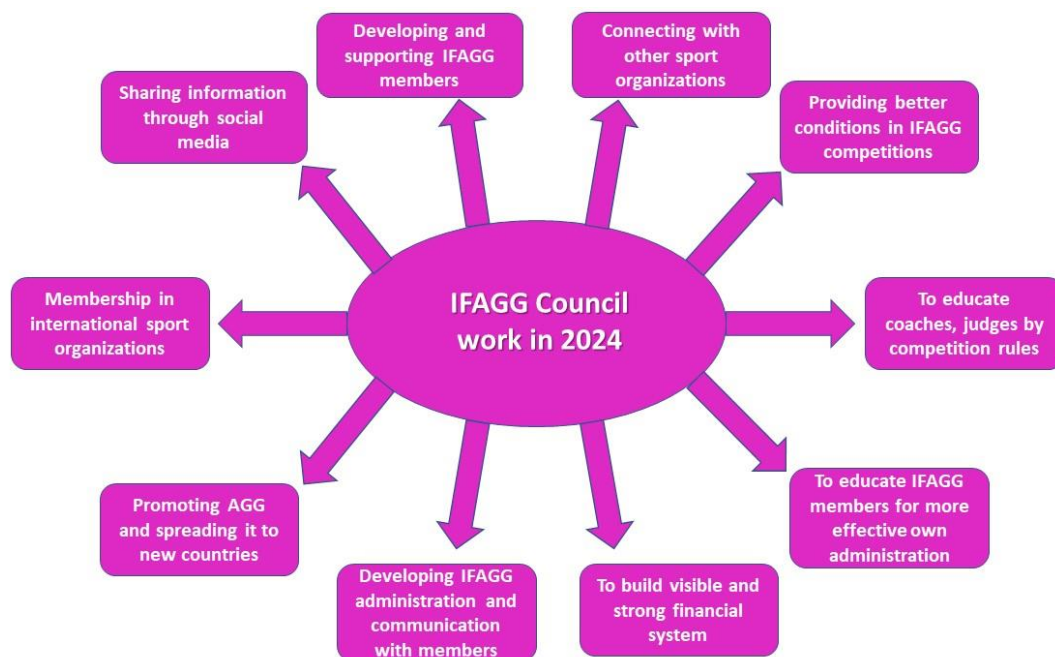 Developing and
supporting IFAGG
members
Connecting with
other sport
organizations
Sharing information
through social
media
Providing better
conditions in IFAGG
competitions
IFAGG Council
work in 2024
Membership in
international sport
organizations
To educate
coaches, judges by
competition rules
Promoting AGG
and spreading it to
new countries
To educate IFAGG
members for more
effective own
administration
Developing IFAGG
administration and
communication
with members
To build visible and
strong financial
system